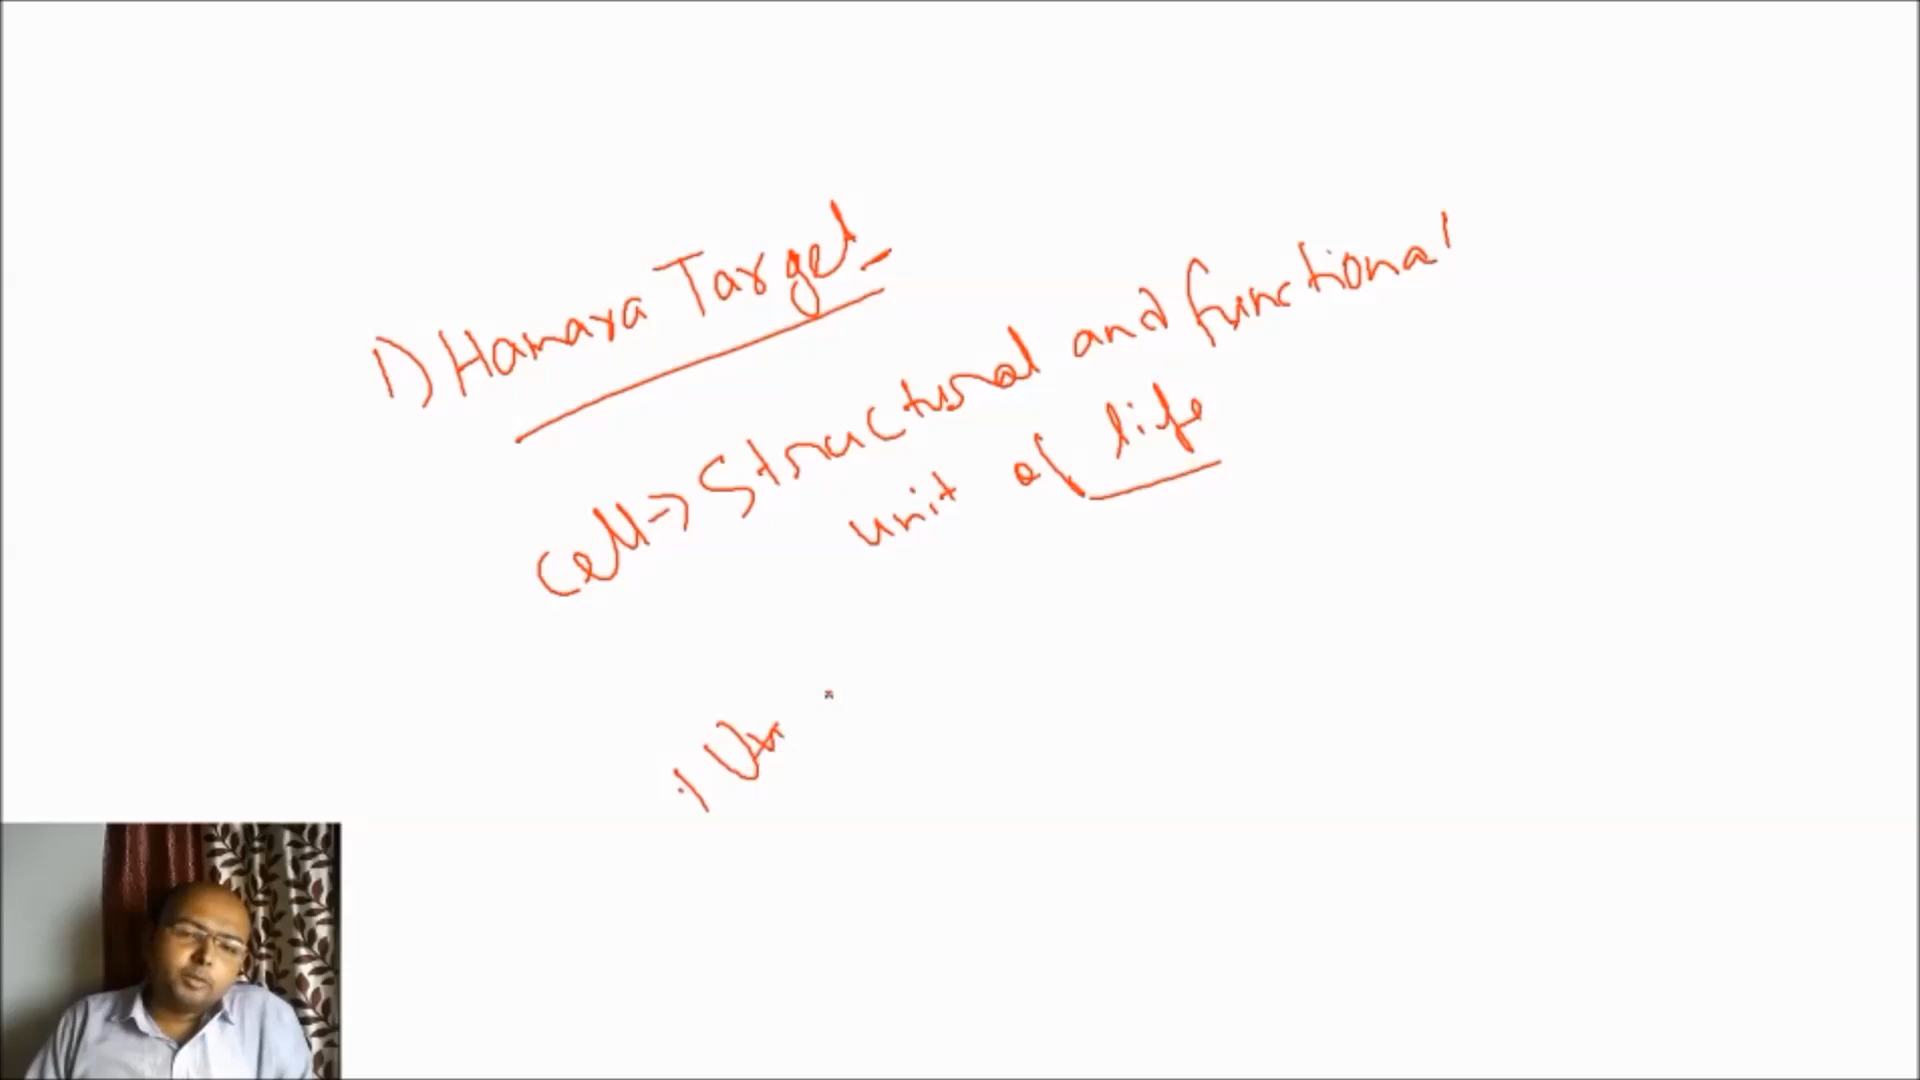 1) Hamara Target
Cell -> Structural and functional
unit of life